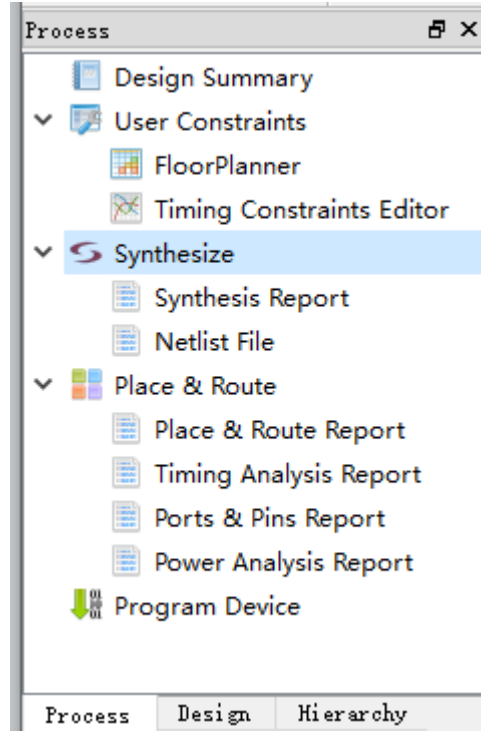 Process
Design Summary
User Constraints
FloorPlanner
Timing Constraints Editor
Synthesize
Synthesis Report
Netlist File
Place & Route
Place & Route Report
Timing Analysis Report
Ports & Pins Report
Power Analysis Report
Program Device
Process Design Hierarchy